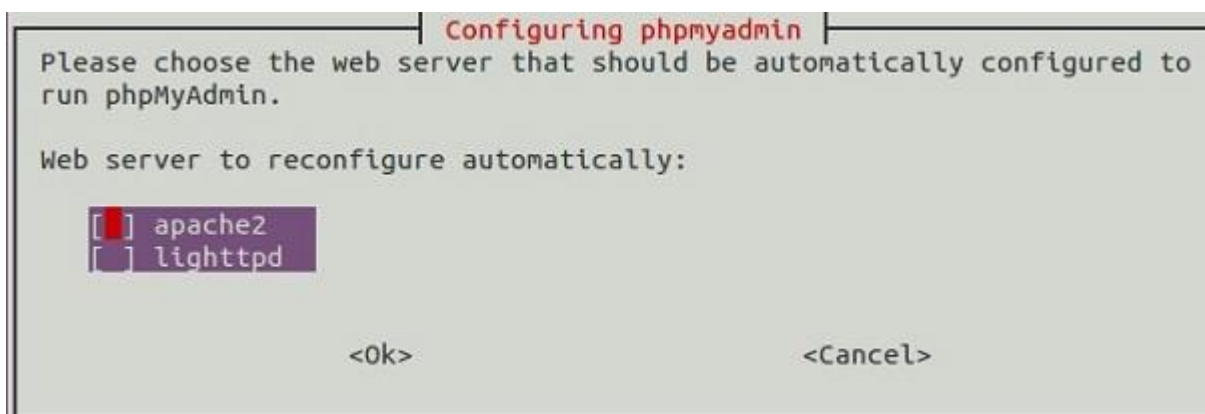 Configuring phpmyadmin
Please choose the web server that should be automatically configured to
run phpMyAdmin.
Web server to reconfigure automatically:
[ ] apache2
[ ] lighttpd
<Ok> <Cancel>